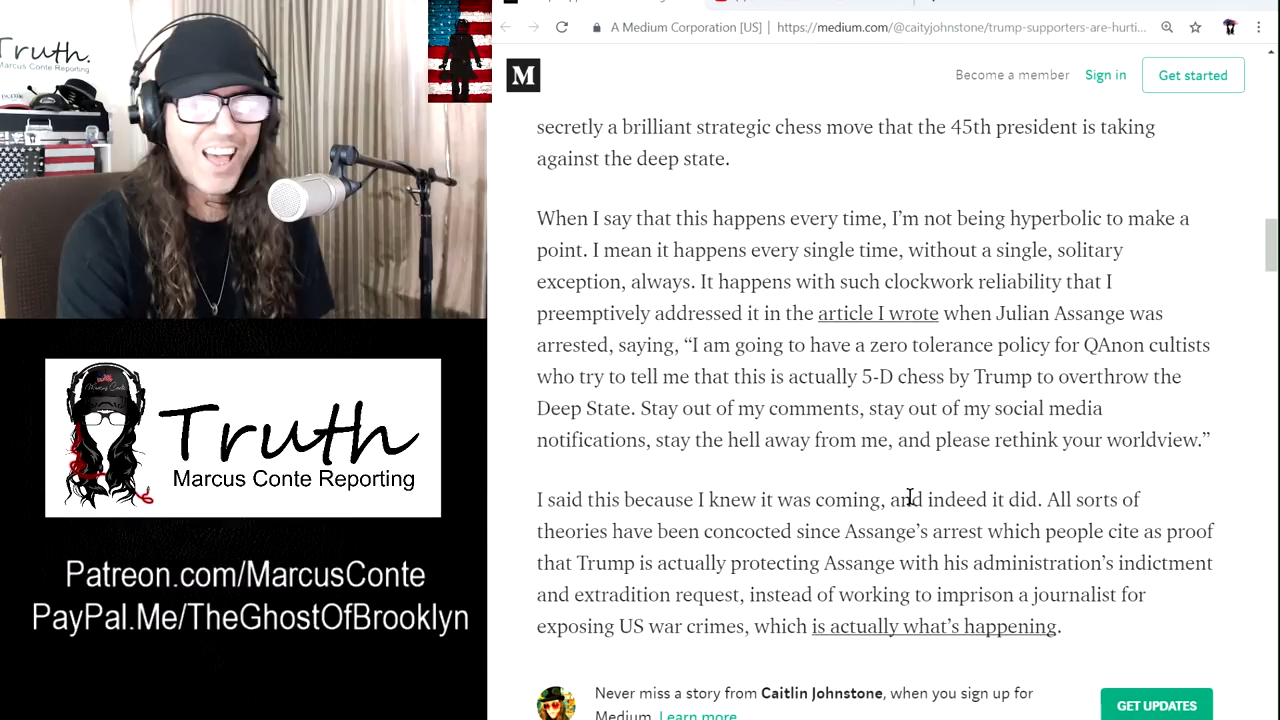 Truth.
Marcus Conte Reporting
A Medium Corporation [US] | http://medium.com/@caityjohnstone/trump-supporters-are-hurt...
M
Become a member Sign in Get started
secretly a brilliant strategic chess move that the 45th president is taking
against the deep state.
When I say that this happens every time, I’m not being hyperbolic to make a
point. I mean it happens every single time, without a single, solitary
exception, always. It happens with such clockwork reliability that I
preemptively addressed it in the article I wrote when Julian Assange was
arrested, saying, “I am going to have a zero tolerance policy for QAnon cultists
who try to tell me that this is actually 5-D chess by Trump to overthrow the
Deep State. Stay out of my comments, stay out of my social media
notifications, stay the hell away from me, and please rethink your worldview.”
I said this because I knew it was coming, and indeed it did. All sorts of
theories have been concocted since Assange’s arrest which people cite as proof
that Trump is actually protecting Assange with his administration’s indictment
and extradition request, instead of working to imprison a journalist for
exposing US war crimes, which is actually what’s happening.
Never miss a story from Caitlin Johnstone, when you sign up for
Medium. Learn more
GET UPDATES
Truth
Marcus Conte Reporting
Patreon.com/MarcusConte
PayPal.Me/TheGhostOfBrooklyn